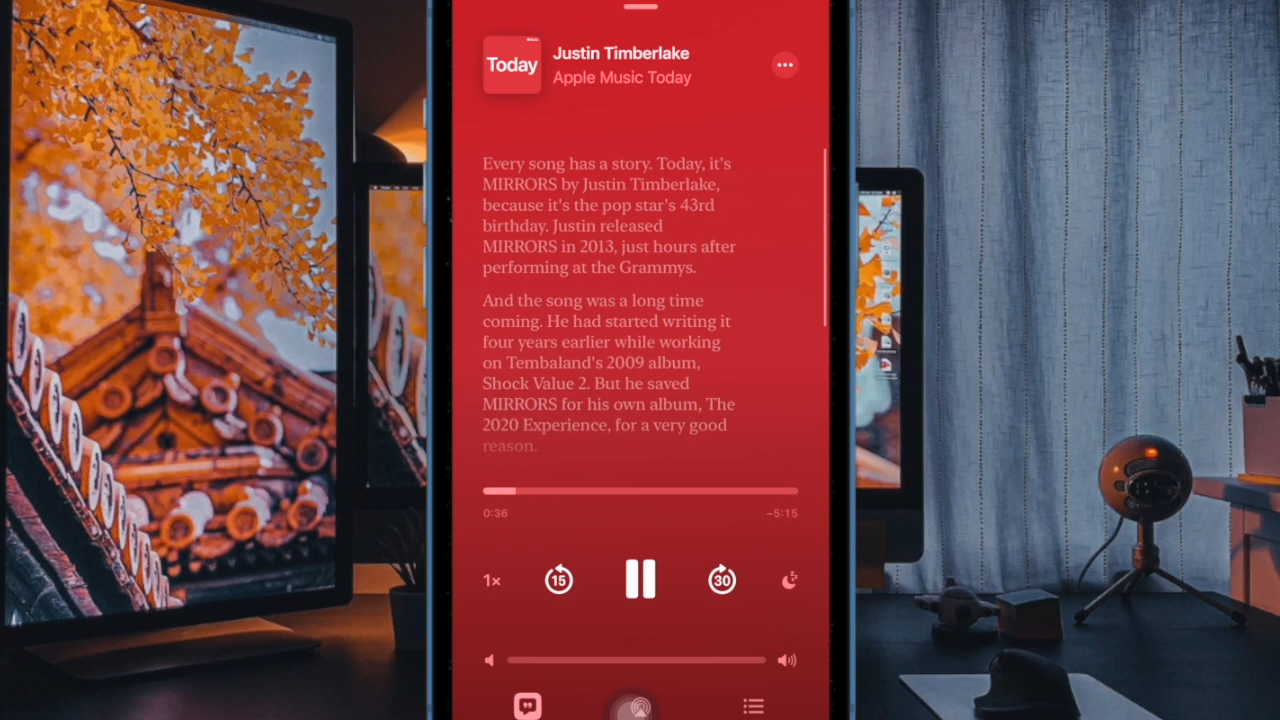 Today
Justin Timberlake
Apple Music Today
Every song has a story. Today, it's
MIRRORS by Justin Timberlake,
because it's the pop star's 43rd
birthday. Justin released
MIRRORS in 2013, just hours after
performing at the Grammys.
And the song was a long time
coming. He had started writing it
four years earlier while working
on Tembaland's 2009 album,
Shock Value 2. But he saved
MIRRORS for his own album, The
2020 Experience, for a very good
reason.
0:36
–5:15
1×
15
30